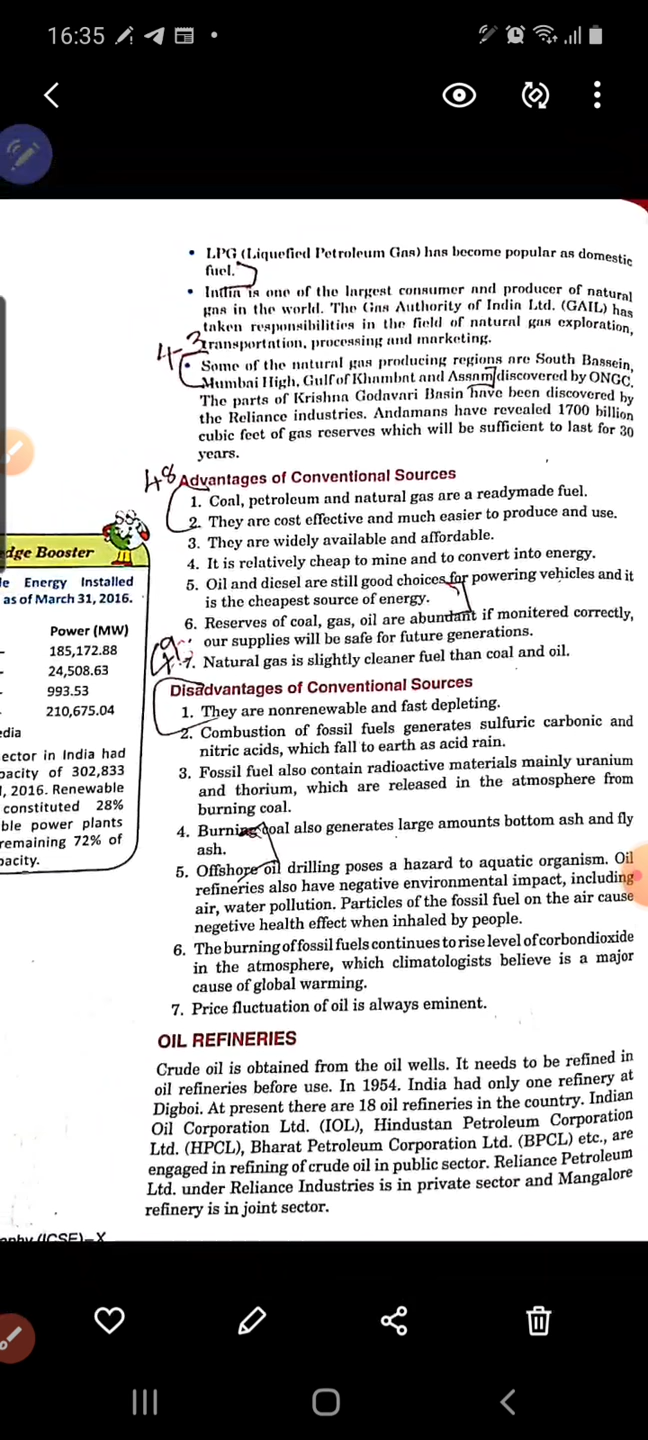 16:35
• LPG (Liquefied Petroleum Gas) has become popular as domestic
fuel.
• India is one of the largest consumer and producer of natural
gas in the world. The Gas Authority of India Ltd. (GAIL) has
taken responsibilities in the field of natural gas exploration,
transportation, processing and marketing.
• Some of the natural gas producing regions are South Bassein,
Mumbai High, Gulf of Khambat and Assam discovered by ONGC.
The parts of Krishna Godavari Basin have been discovered by
the Reliance industries. Andamans have revealed 1700 billion
cubic feet of gas reserves which will be sufficient to last for 30
years.
48
Advantages of Conventional Sources
1. Coal, petroleum and natural gas are a readymade fuel.
2. They are cost effective and much easier to produce and use.
3. They are widely available and affordable.
4. It is relatively cheap to mine and to convert into energy.
5. Oil and diesel are still good choices for powering vehicles and it
is the cheapest source of energy.
6. Reserves of coal, gas, oil are abundant if monitered correctly,
our supplies will be safe for future generations.
7. Natural gas is slightly cleaner fuel than coal and oil.
Disadvantages of Conventional Sources
1. They are nonrenewable and fast depleting.
2. Combustion of fossil fuels generates sulfuric carbonic and
nitric acids, which fall to earth as acid rain.
3. Fossil fuel also contain radioactive materials mainly uranium
and thorium, which are released in the atmosphere from
burning coal.
4. Burning coal also generates large amounts bottom ash and fly
ash.
5. Offshore oil drilling poses a hazard to aquatic organism. Oil
refineries also have negative environmental impact, including
air, water pollution. Particles of the fossil fuel on the air cause
negetive health effect when inhaled by people.
6. The burning of fossil fuels continues to rise level of corbondioxide
in the atmosphere, which climatologists believe is a major
cause of global warming.
7. Price fluctuation of oil is always eminent.
OIL REFINERIES
Crude oil is obtained from the oil wells. It needs to be refined in
oil refineries before use. In 1954. India had only one refinery at
Digboi. At present there are 18 oil refineries in the country. Indian
Oil Corporation Ltd. (IOL), Hindustan Petroleum Corporation
Ltd. (HPCL), Bharat Petroleum Corporation Ltd. (BPCL) etc., are
engaged in refining of crude oil in public sector. Reliance Petroleum
Ltd. under Reliance Industries is in private sector and Mangalore
refinery is in joint sector.
dge Booster
le Energy Installed
as of March 31, 2016.
Power (MW)
185,172.88
24,508.63
993.53
210,675.04
edia
ector in India had
pacity of 302,833
, 2016. Renewable
constituted 28%
ble power plants
remaining 72% of
pacity.
(ICSE)–X